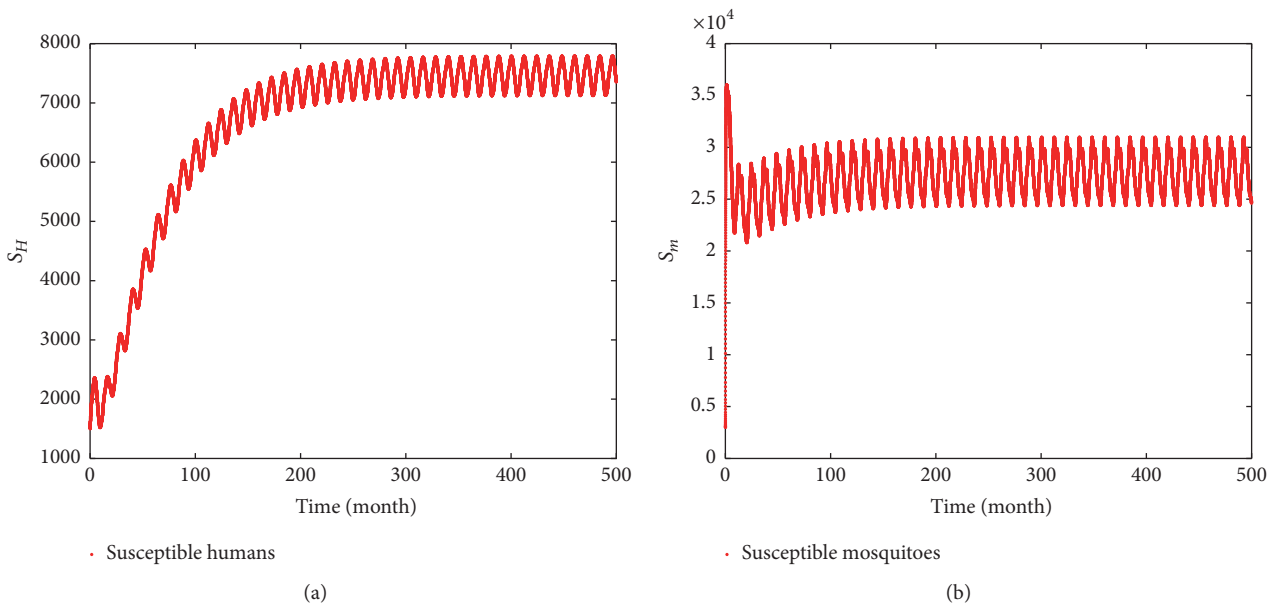 8000
7000
6000
5000
4000
3000
2000
1000
S_H
0 100 200 300 400 500
Time (month)
Susceptible humans
(a)
×10^4
4
3.5
3
2.5
2
1.5
1
0.5
0
S_m
0 100 200 300 400 500
Time (month)
Susceptible mosquitoes
(b)